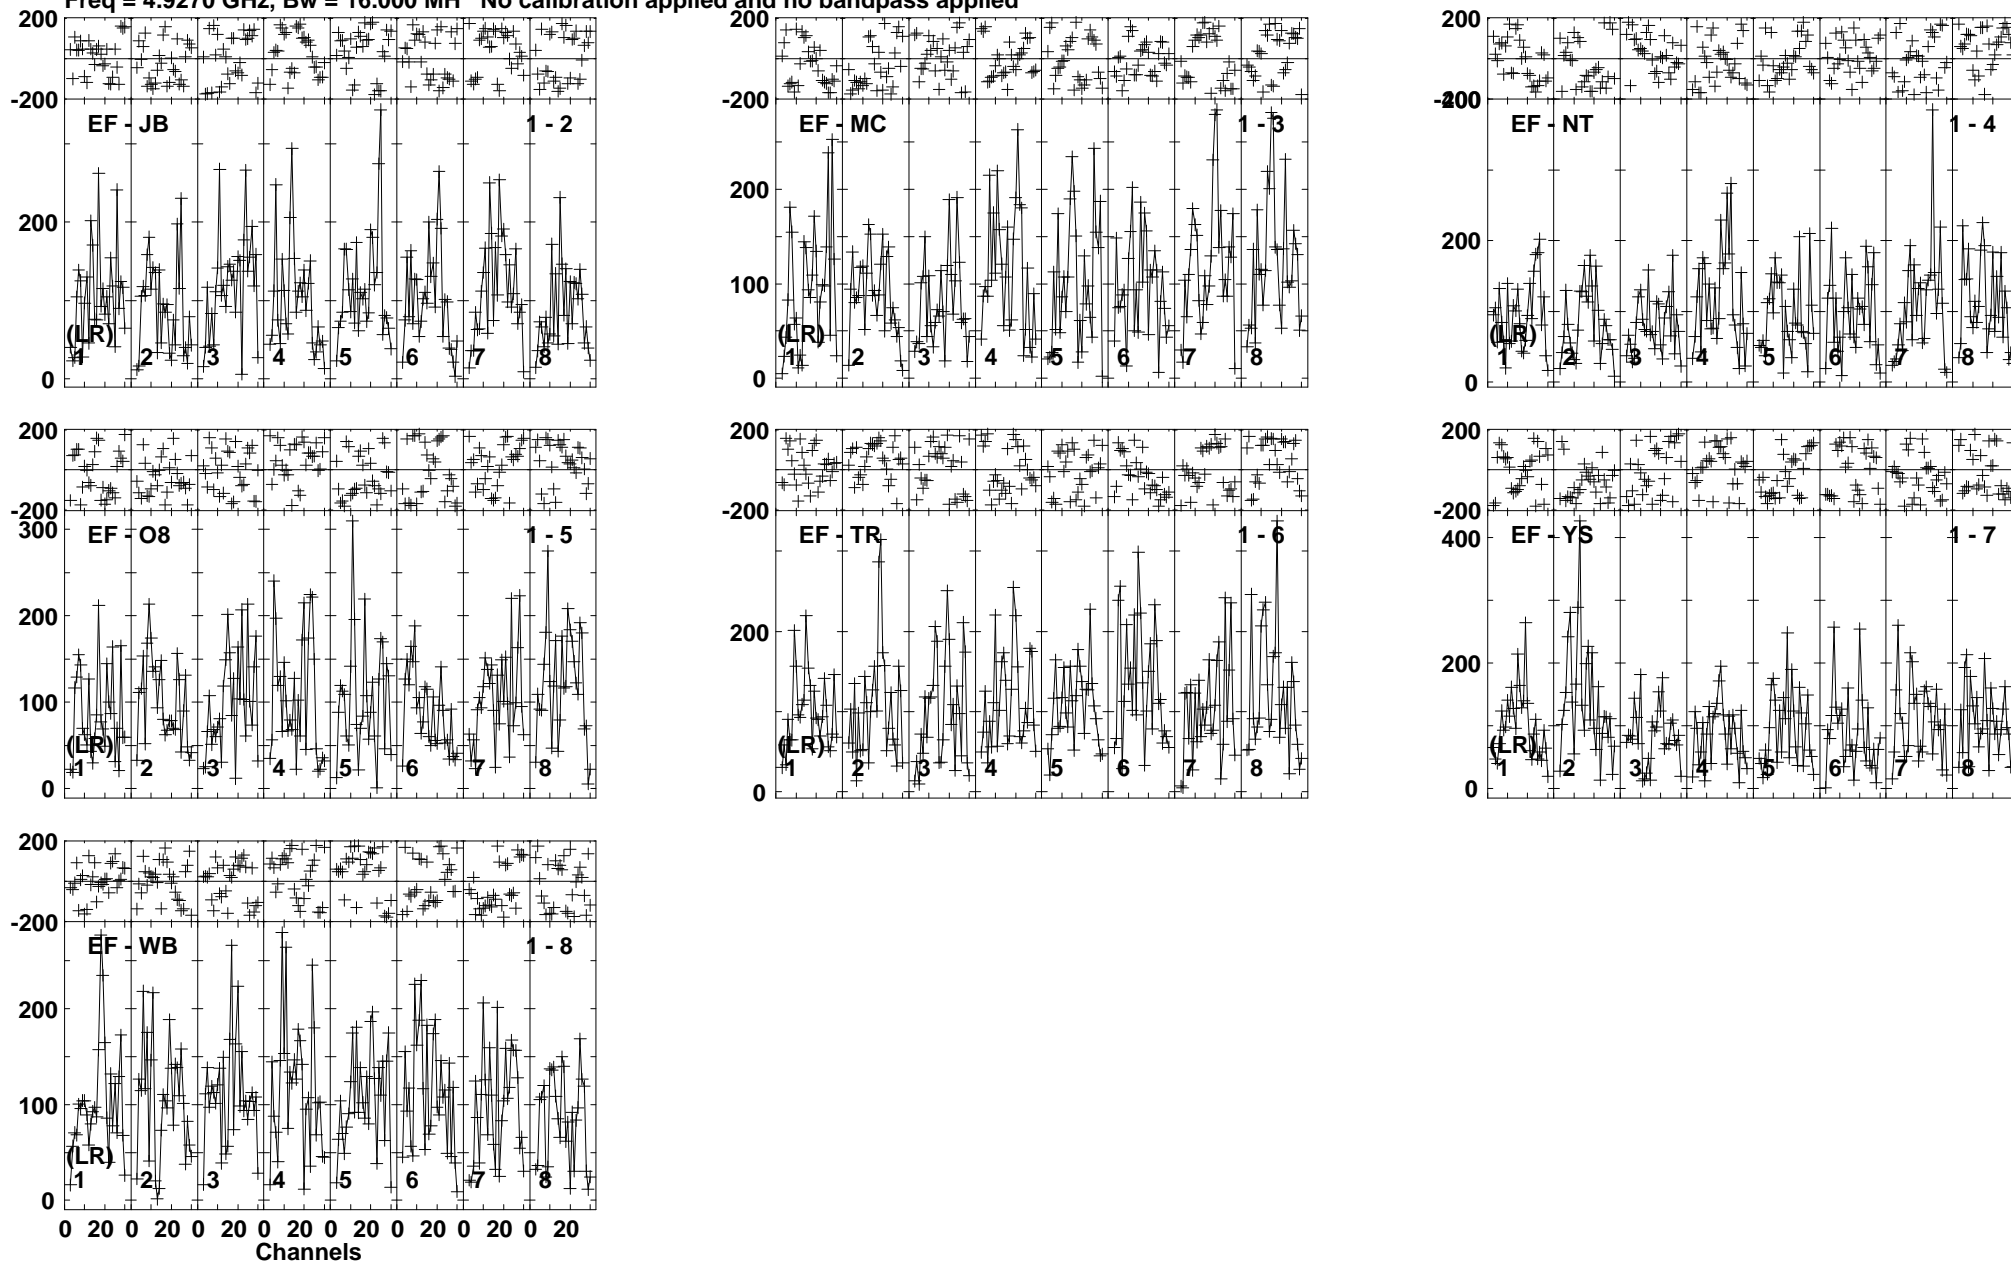 Freq = 4.9270 GHz, Bw = 16.000 MH No calibration applied and no bandpass applied
200
-200
EF - JB
1 - 2
200
0
(LR)
1 2 3 4 5 6 7 8
200
-200
EF - MC
1 - 3
200
100
0
(LR)
1 2 3 4 5 6 7 8
200
-200
400
EF - NT
1 - 4
200
0
(LR)
1 2 3 4 5 6 7 8
200
-200
300
EF - O8
1 - 5
200
100
0
(LR)
1 2 3 4 5 6 7 8
200
-200
EF - TR
1 - 6
200
0
(LR)
1 2 3 4 5 6 7 8
200
-200
400
EF - YS
1 - 7
200
0
(LR)
1 2 3 4 5 6 7 8
200
-200
EF - WB
1 - 8
200
100
0
(LR)
1 2 3 4 5 6 7 8
0 20 0 20 0 20 0 20 0 20 0 20 0 20 0 20
Channels